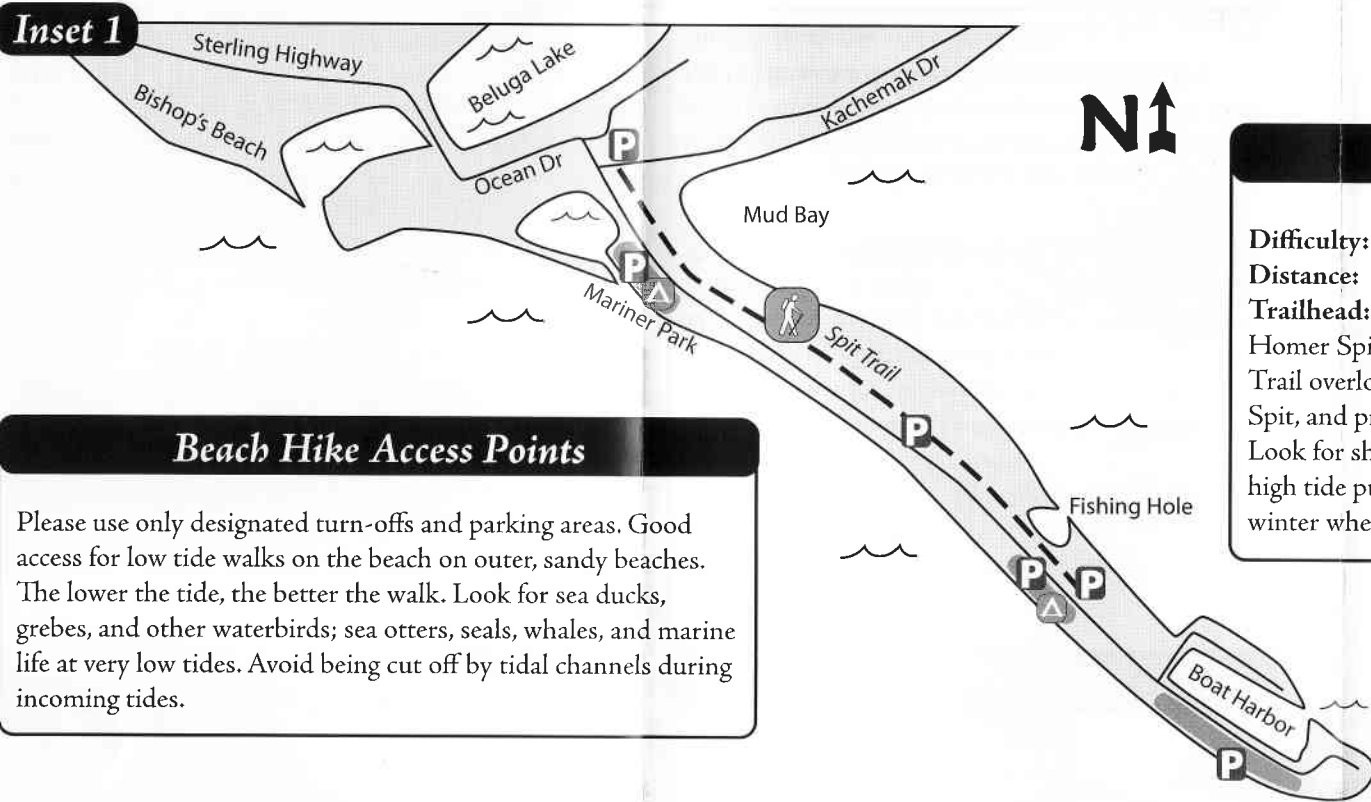 Inset 1
Sterling Highway
Bishop's Beach
Beluga Lake
Kachemak Dr
N
P
Ocean Dr
Mud Bay
P
Mariner Park
Spit Trail
P
Fishing Hole
P
P
Boat Harbor
P
Beach Hike Access Points
Please use only designated turn-offs and parking areas. Good
access for low tide walks on the beach on outer, sandy beaches.
The lower the tide, the better the walk. Look for sea ducks,
grebes, and other waterbirds; sea otters, seals, whales, and marine
life at very low tides. Avoid being cut off by tidal channels during
incoming tides.
Difficulty:
Distance:
Trailhead:
Homer Spi
Trail overlo
Spit, and p
Look for sh
high tide p
winter whe